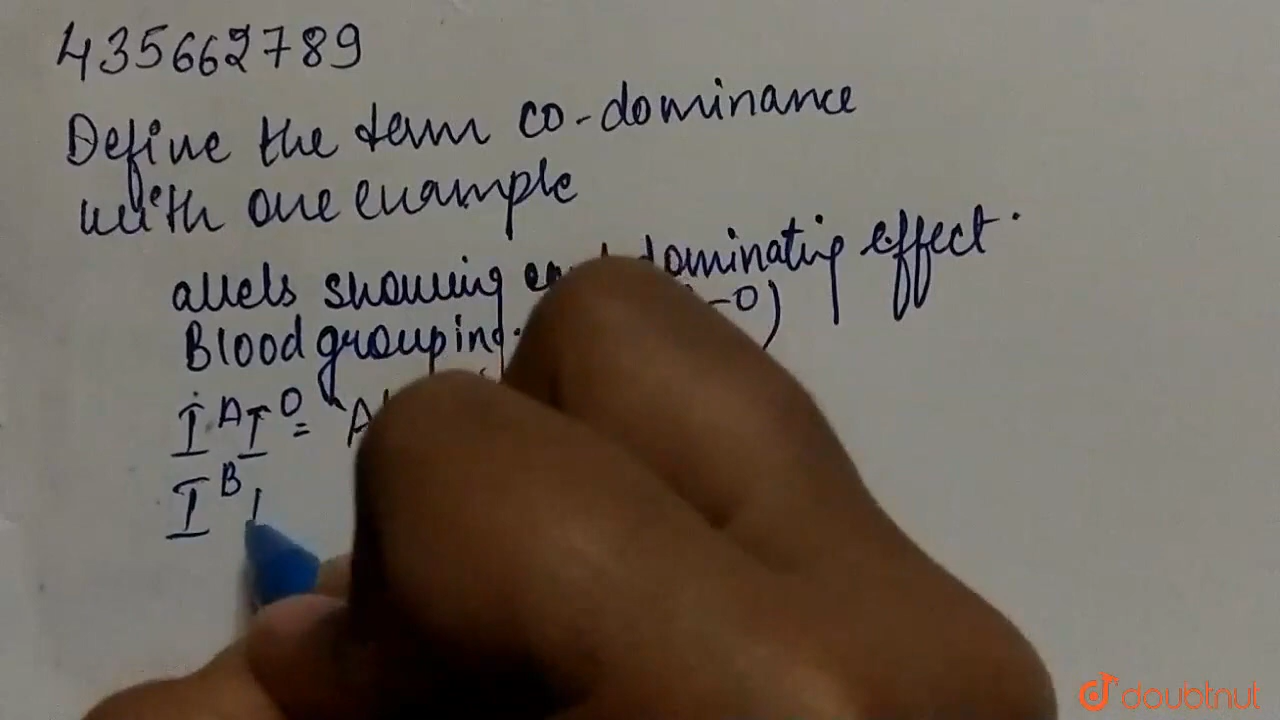 435662789
Define the term co-dominance
with one example
allels showing dominating effect.
Blood grouping -O)
I^A I^O = "A
I^B I
doubtnut